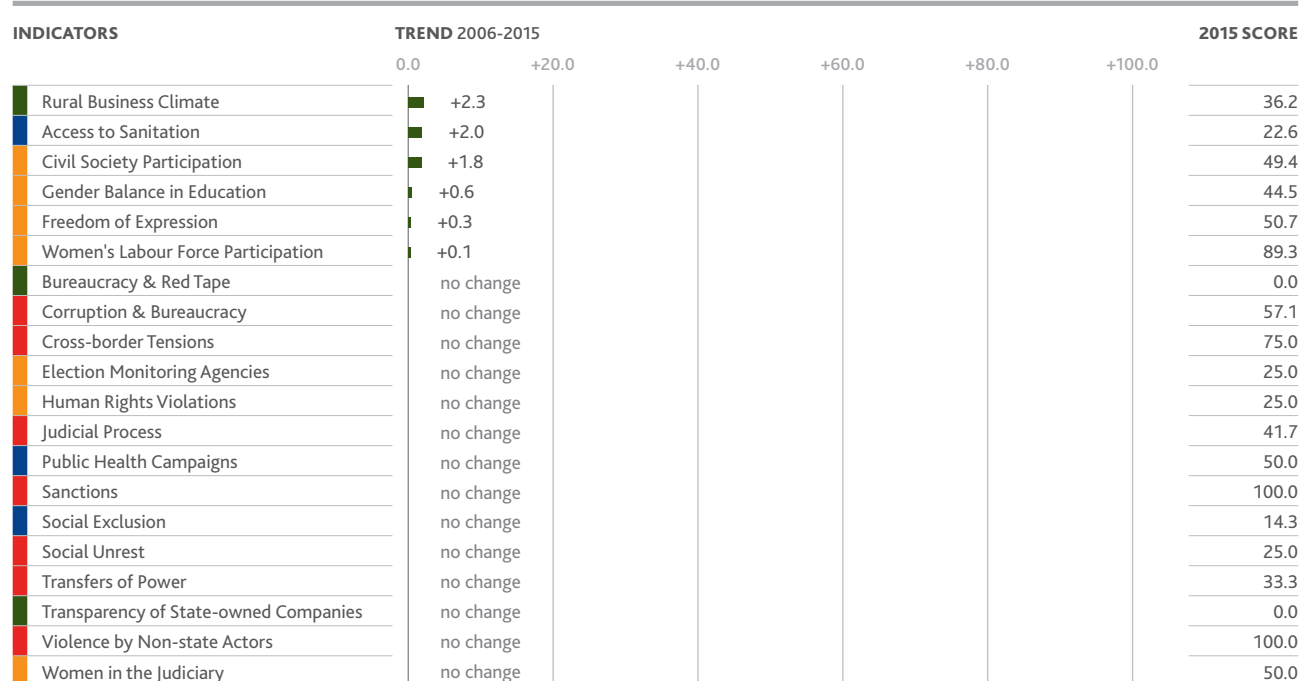 INDICATORS TREND 2006-2015 2015 SCORE
0.0 +20.0 +40.0 +60.0 +80.0 +100.0
Rural Business Climate +2.3 36.2
Access to Sanitation +2.0 22.6
Civil Society Participation +1.8 49.4
Gender Balance in Education +0.6 44.5
Freedom of Expression +0.3 50.7
Women's Labour Force Participation +0.1 89.3
Bureaucracy & Red Tape no change 0.0
Corruption & Bureaucracy no change 57.1
Cross-border Tensions no change 75.0
Election Monitoring Agencies no change 25.0
Human Rights Violations no change 25.0
Judicial Process no change 41.7
Public Health Campaigns no change 50.0
Sanctions no change 100.0
Social Exclusion no change 14.3
Social Unrest no change 25.0
Transfers of Power no change 33.3
Transparency of State-owned Companies no change 0.0
Violence by Non-state Actors no change 100.0
Women in the Judiciary no change 50.0